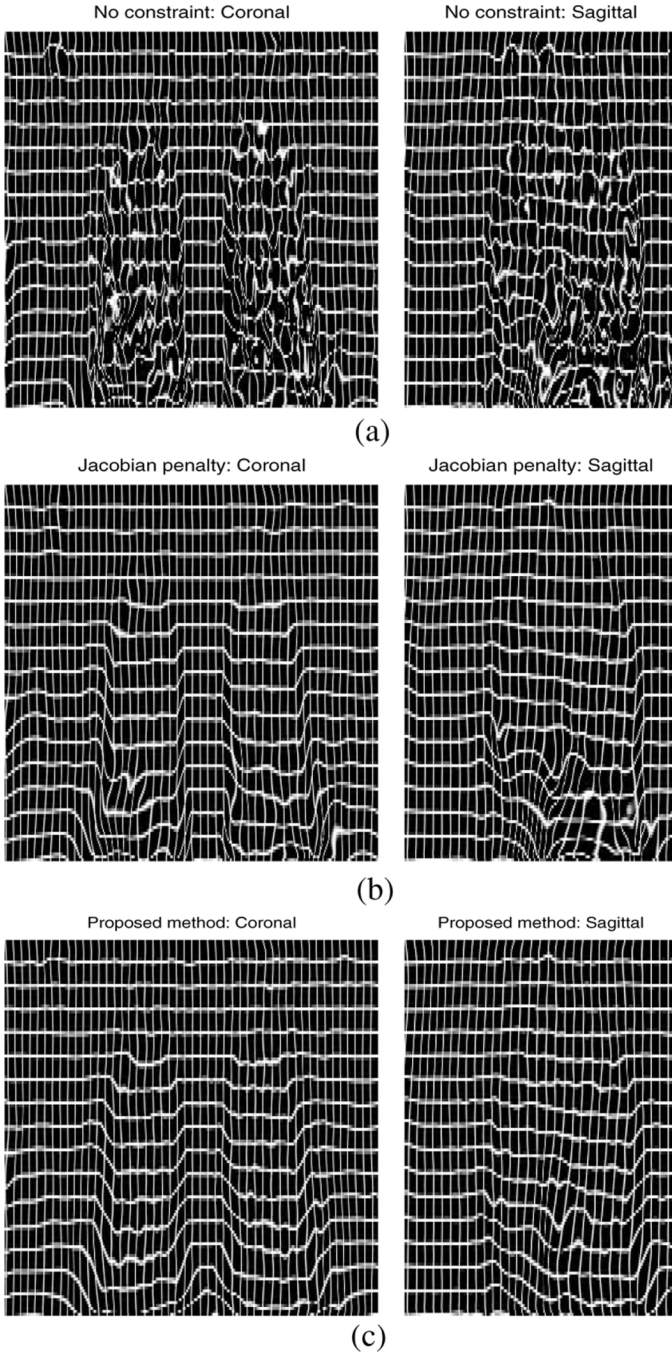 No constraint: Coronal
No constraint: Sagittal
(a)
Jacobian penalty: Coronal
Jacobian penalty: Sagittal
(b)
Proposed method: Coronal
Proposed method: Sagittal
(c)